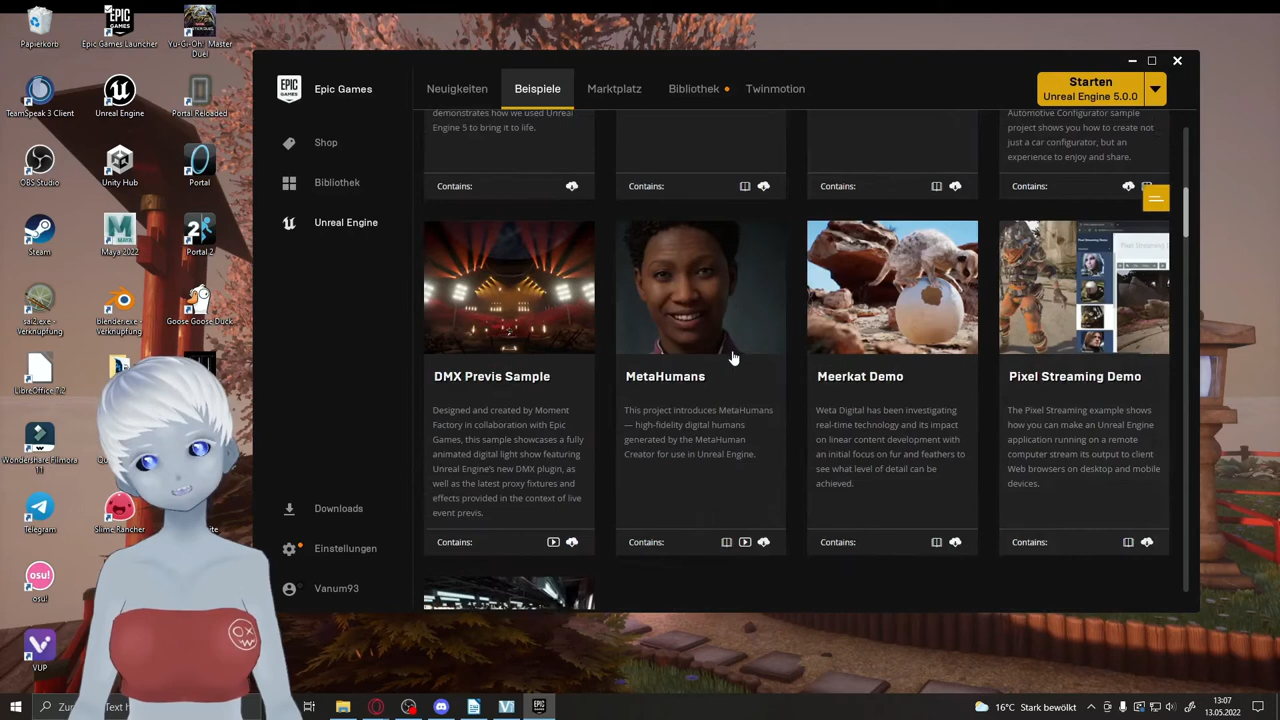 Papierkorb
Epic Games Launcher
Yu-Gi-Oh! Master Duel
TeamSpeak 3 Client
Unreal Engine
Portal Reloaded
OBS Studio
Unity Hub
Portal
Steam
Maya 2022
Portal 2
sai2.exe - Verknüpfung
blender.exe - Verknüpfung
Goose Goose Duck
LibreOffice 7.2
Wondershare Filmora 11
Telegram
Slime Rancher
osu!
osu!
VUP
EPIC GAMES
Epic Games
Neuigkeiten
Beispiele
Marktplatz
Bibliothek
Twinmotion
Starten
Unreal Engine 5.0.0
Shop
Bibliothek
Unreal Engine
Downloads
Einstellungen
Vanum93
demonstrates how we used Unreal
Engine 5 to bring it to life.
Automotive Configurator sample
project shows you how to create not
just a car configurator, but an
experience to enjoy and share.
Contains:
Contains:
Contains:
Contains:
DMX Previs Sample
Designed and created by Moment
Factory in collaboration with Epic
Games, this sample showcases a fully
animated digital light show featuring
Unreal Engine's new DMX plugin, as
well as the latest proxy fixtures and
effects provided in the context of live
event previs.
Contains:
MetaHumans
This project introduces MetaHumans
— high-fidelity digital humans
generated by the MetaHuman
Creator for use in Unreal Engine.
Contains:
Meerkat Demo
Weta Digital has been investigating
real-time technology and its impact
on linear content development with
an initial focus on fur and feathers to
see what level of detail can be
achieved.
Contains:
Pixel Streaming Demo
The Pixel Streaming example shows
how you can make an Unreal Engine
application running on a remote
computer stream its output to client
Web browsers on desktop and mobile
devices.
Contains:
16°C Stark bewölkt
13:07
13.05.2022